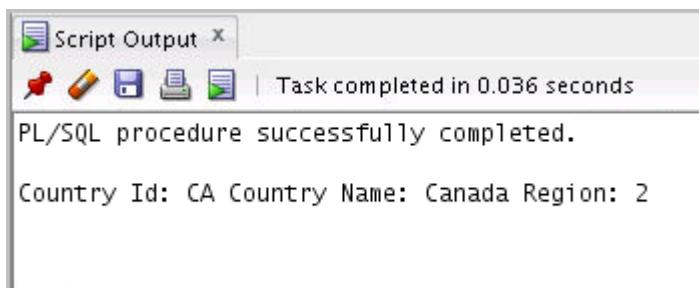 Script Output x
Task completed in 0.036 seconds
PL/SQL procedure successfully completed.
Country Id: CA Country Name: Canada Region: 2